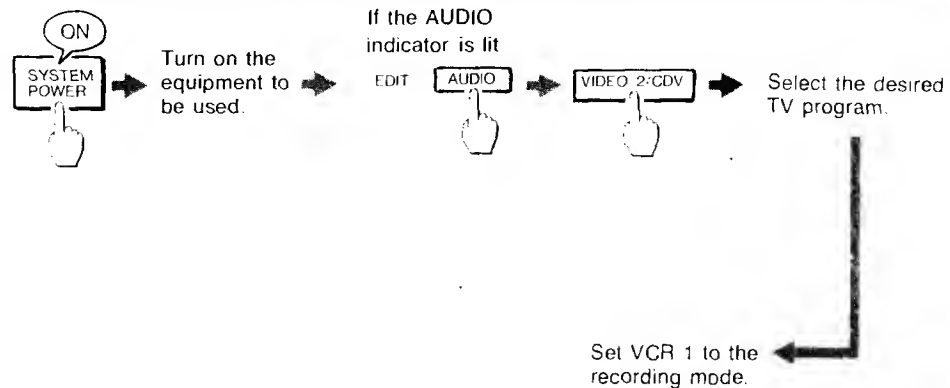 ON
SYSTEM
POWER
Turn on the
equipment to
be used.
If the AUDIO
indicator is lit
EDIT AUDIO
VIDEO 2/CDV
Select the desired
TV program.
Set VCR 1 to the
recording mode.